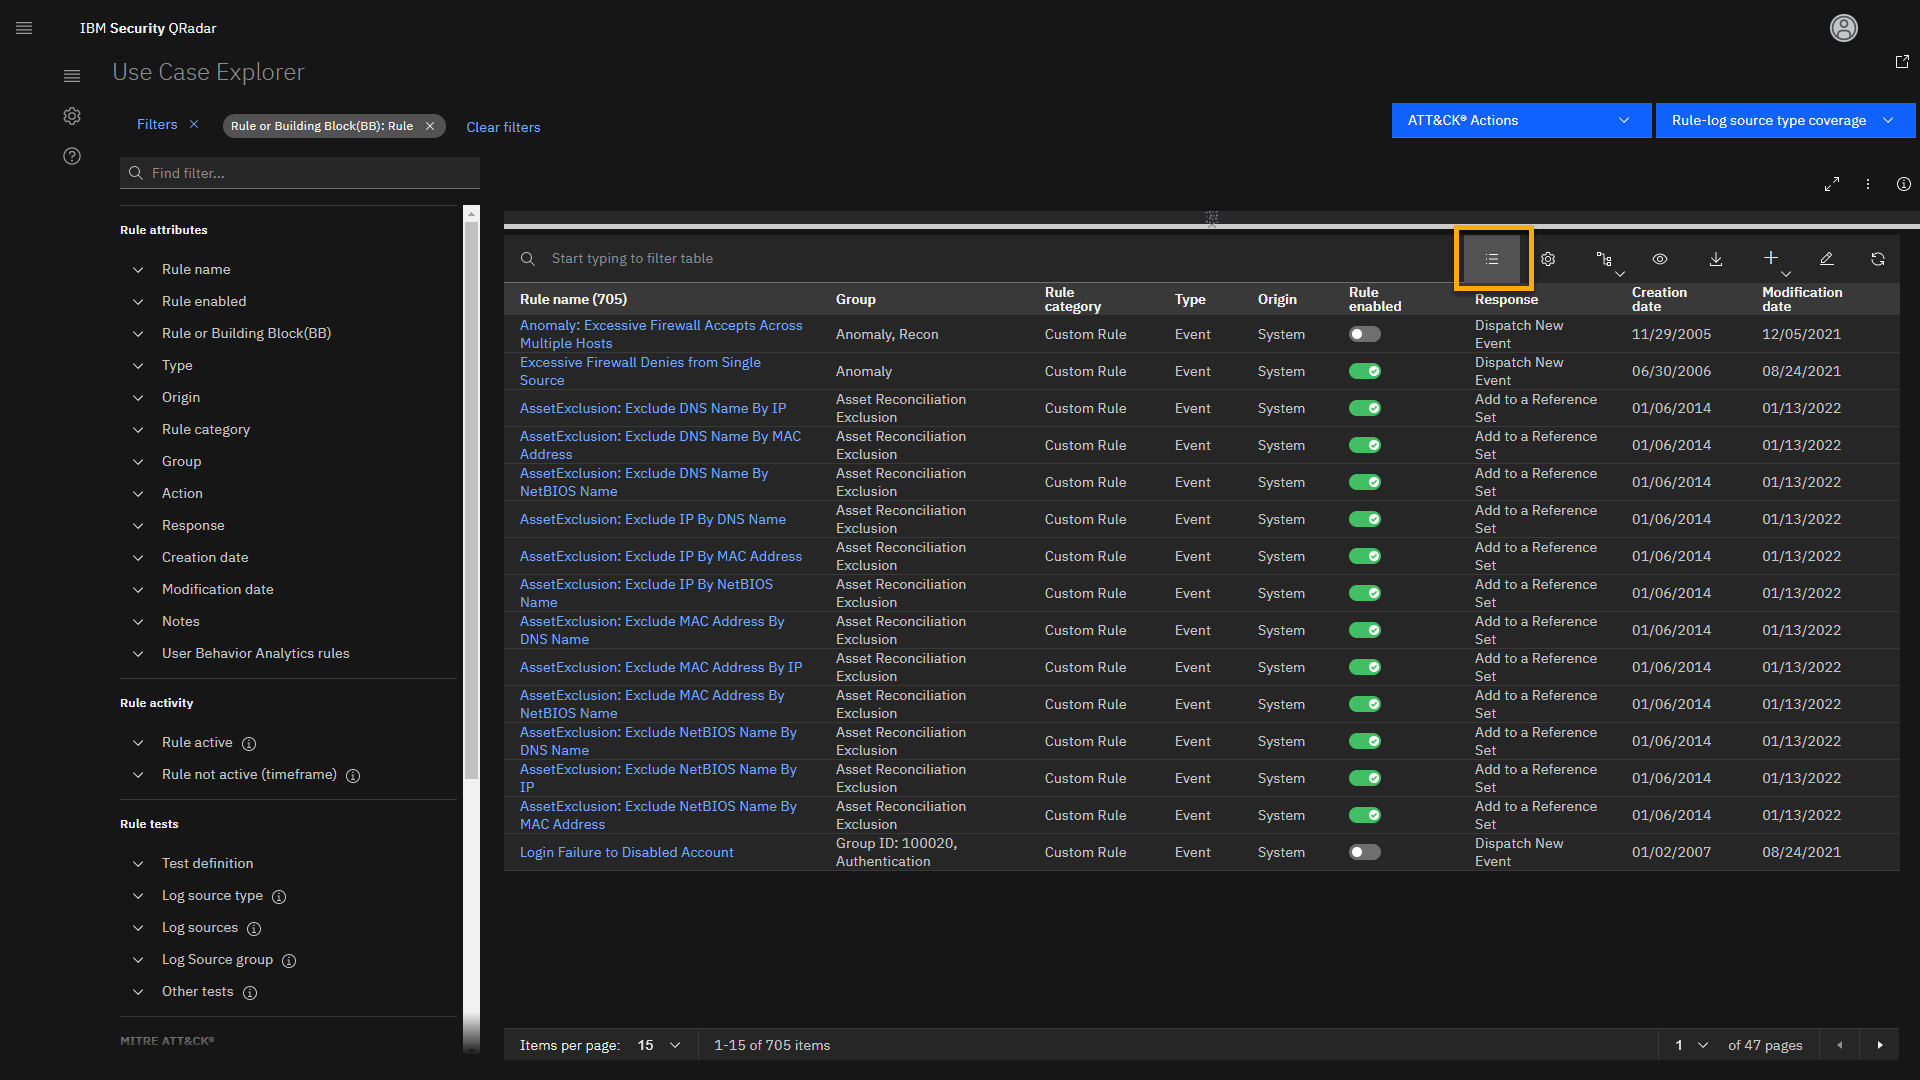 IBM Security QRadar
Use Case Explorer
Filters
Rule or Building Block(BB): Rule
Clear filters
ATT&CK® Actions
Rule-log source type coverage
Find filter...
Rule attributes
Rule name
Rule enabled
Rule or Building Block(BB)
Type
Origin
Rule category
Group
Action
Response
Creation date
Modification date
Notes
User Behavior Analytics rules
Rule activity
Rule active
Rule not active (timeframe)
Rule tests
Test definition
Log source type
Log sources
Log Source group
Other tests
MITRE ATT&CK®
Start typing to filter table
Rule name (705) Group Rule category Type Origin Rule enabled Response Creation date Modification date
Anomaly: Excessive Firewall Accepts Across Multiple Hosts Anomaly, Recon Custom Rule Event System Dispatch New Event 11/29/2005 12/05/2021
Excessive Firewall Denies from Single Source Anomaly Custom Rule Event System Dispatch New Event 06/30/2006 08/24/2021
AssetExclusion: Exclude DNS Name By IP Asset Reconciliation Exclusion Custom Rule Event System Add to a Reference Set 01/06/2014 01/13/2022
AssetExclusion: Exclude DNS Name By MAC Address Asset Reconciliation Exclusion Custom Rule Event System Add to a Reference Set 01/06/2014 01/13/2022
AssetExclusion: Exclude DNS Name By NetBIOS Name Asset Reconciliation Exclusion Custom Rule Event System Add to a Reference Set 01/06/2014 01/13/2022
AssetExclusion: Exclude IP By DNS Name Asset Reconciliation Exclusion Custom Rule Event System Add to a Reference Set 01/06/2014 01/13/2022
AssetExclusion: Exclude IP By MAC Address Asset Reconciliation Exclusion Custom Rule Event System Add to a Reference Set 01/06/2014 01/13/2022
AssetExclusion: Exclude IP By NetBIOS Name Asset Reconciliation Exclusion Custom Rule Event System Add to a Reference Set 01/06/2014 01/13/2022
AssetExclusion: Exclude MAC Address By DNS Name Asset Reconciliation Exclusion Custom Rule Event System Add to a Reference Set 01/06/2014 01/13/2022
AssetExclusion: Exclude MAC Address By IP Asset Reconciliation Exclusion Custom Rule Event System Add to a Reference Set 01/06/2014 01/13/2022
AssetExclusion: Exclude MAC Address By NetBIOS Name Asset Reconciliation Exclusion Custom Rule Event System Add to a Reference Set 01/06/2014 01/13/2022
AssetExclusion: Exclude NetBIOS Name By DNS Name Asset Reconciliation Exclusion Custom Rule Event System Add to a Reference Set 01/06/2014 01/13/2022
AssetExclusion: Exclude NetBIOS Name By IP Asset Reconciliation Exclusion Custom Rule Event System Add to a Reference Set 01/06/2014 01/13/2022
AssetExclusion: Exclude NetBIOS Name By MAC Address Asset Reconciliation Exclusion Custom Rule Event System Add to a Reference Set 01/06/2014 01/13/2022
Login Failure to Disabled Account Group ID: 100020, Authentication Custom Rule Event System Dispatch New Event 01/02/2007 08/24/2021
Items per page: 15 1-15 of 705 items 1 of 47 pages